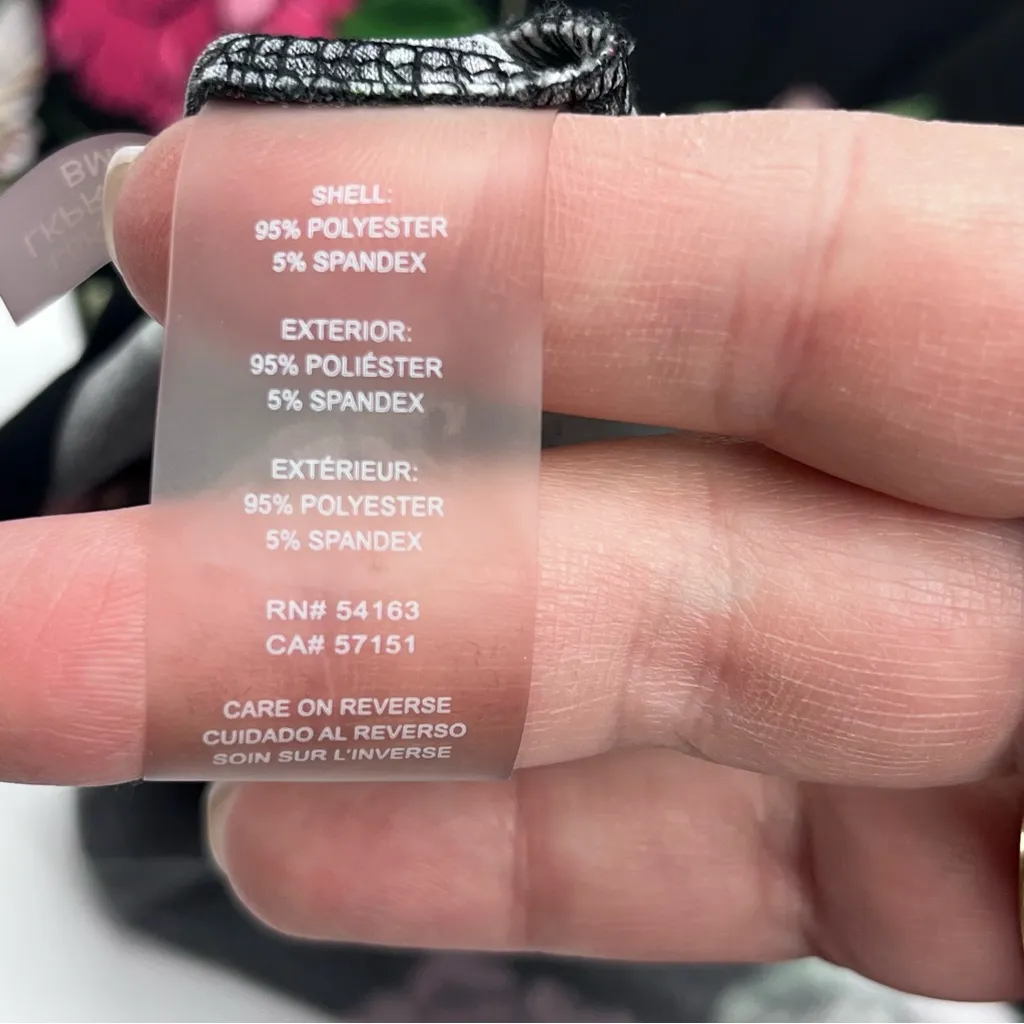 SHELL:
95% POLYESTER
5% SPANDEX
EXTERIOR:
95% POLIÉSTER
5% SPANDEX
EXTÉRIEUR:
95% POLYESTER
5% SPANDEX
RN# 54163
CA# 57151
CARE ON REVERSE
CUIDADO AL REVERSO
SOIN SUR L'INVERSE